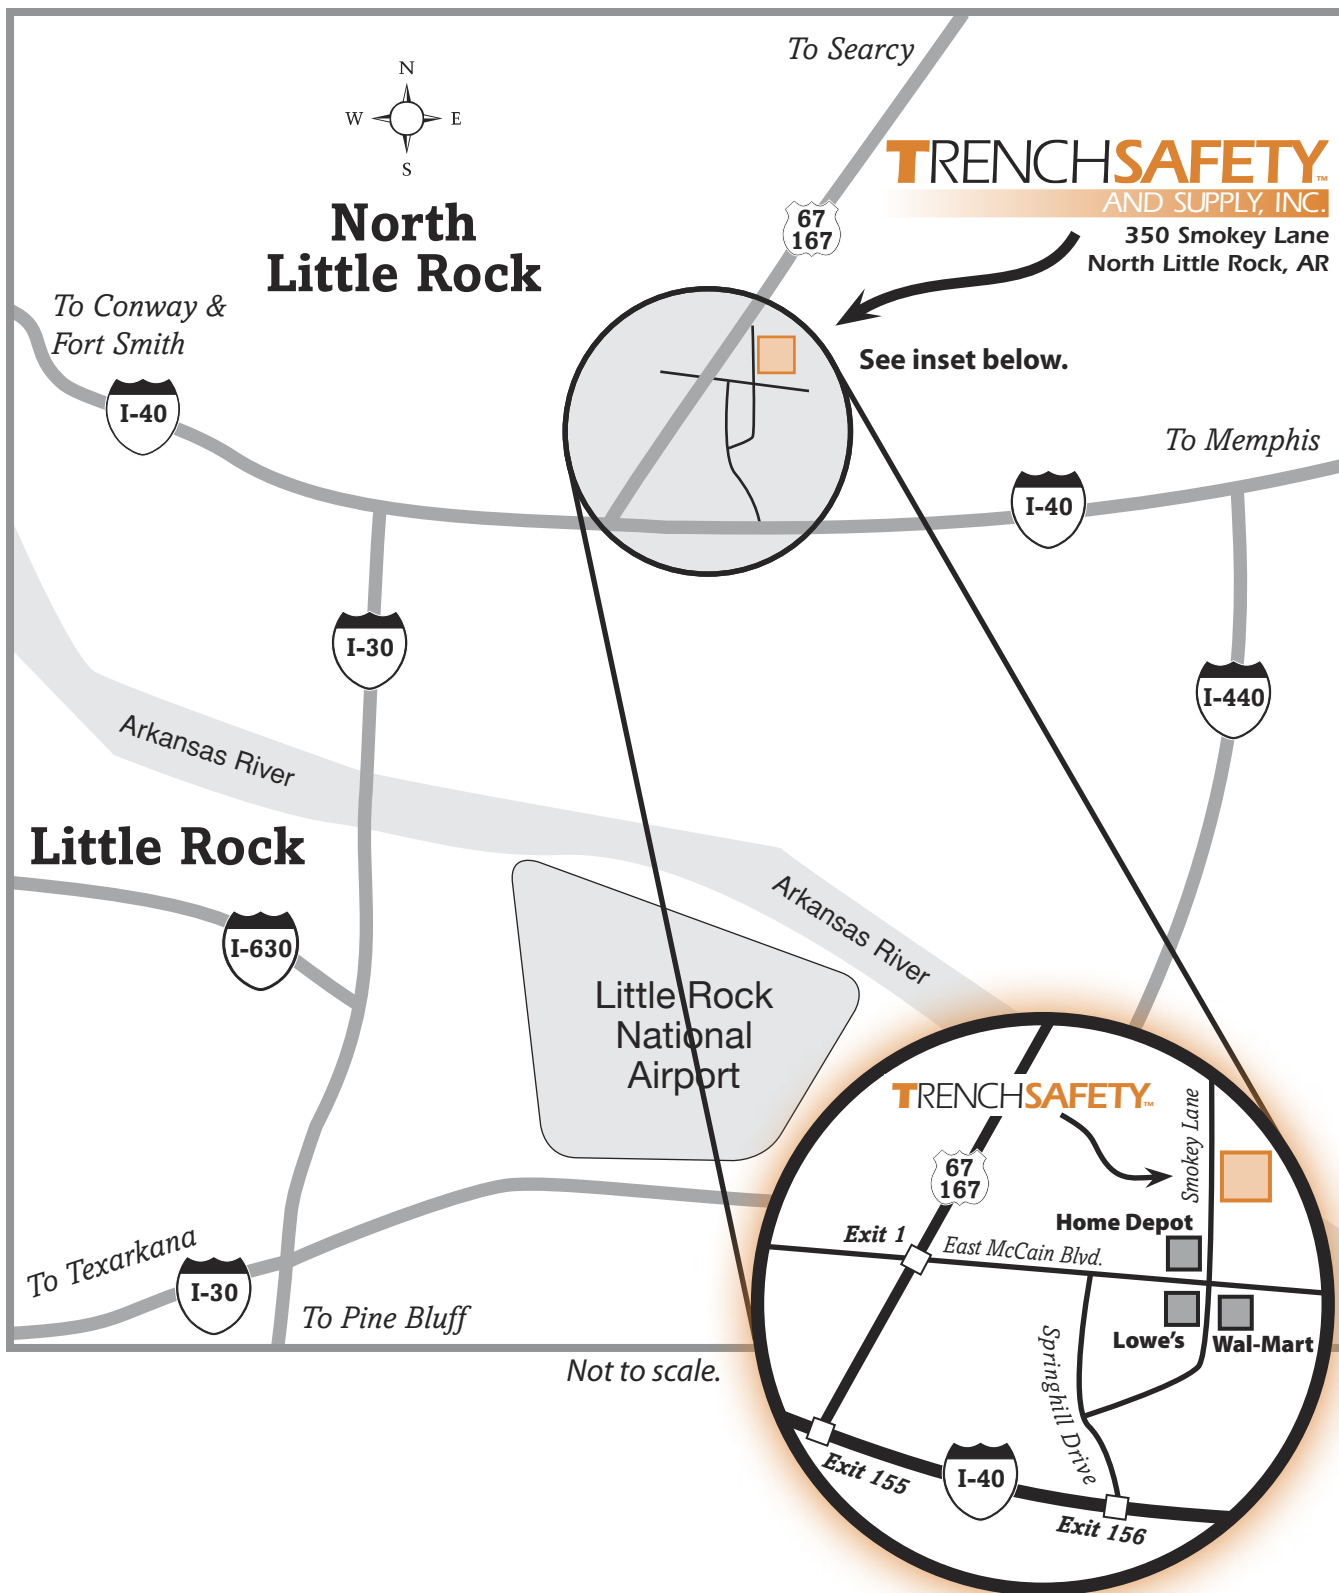 To Searcy
N
W E
S
TRENCHSAFETY™
AND SUPPLY, INC.
350 Smokey Lane
North Little Rock, AR
67
167
North
Little Rock
To Conway &
Fort Smith
See inset below.
I-40
To Memphis
I-40
I-30
I-440
Arkansas River
Little Rock
Arkansas River
I-630
Little Rock
National
Airport
TRENCHSAFETY™
Smokey Lane
67
167
Home Depot
Exit 1
East McCain Blvd.
To Texarkana
I-30
To Pine Bluff
Lowe's
Wal-Mart
Not to scale.
Springhill Drive
Exit 155
I-40
Exit 156